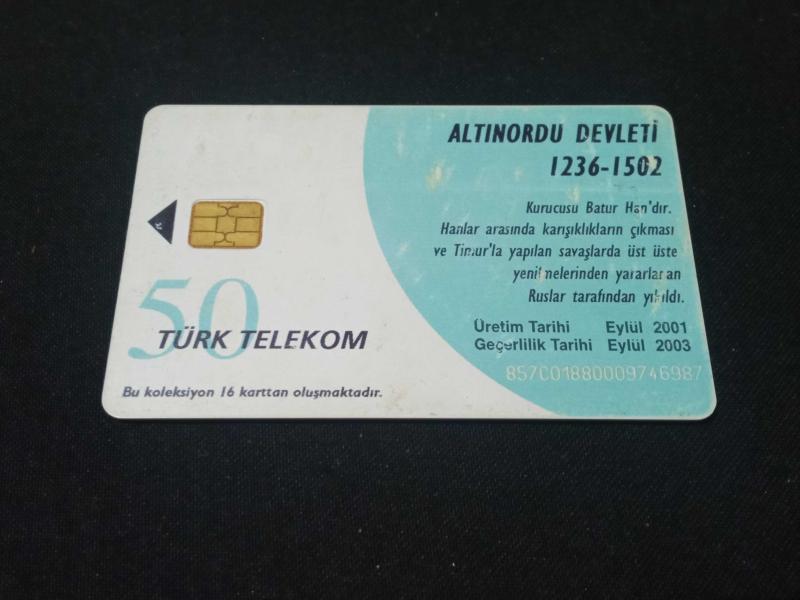 ALTINORDU DEVLETİ
1236-1502
Kurucusu Batur Han'dır.
Hanlar arasında karışıklıkların çıkması
ve Timur'la yapılan savaşlarda üst üste
yenilmelerinden yararlanan
Ruslar tarafından yıkıldı.
Üretim Tarihi Eylül 2001
Geçerlilik Tarihi Eylül 2003
857C01880009746987
50
TÜRK TELEKOM
Bu koleksiyon 16 karttan oluşmaktadır.